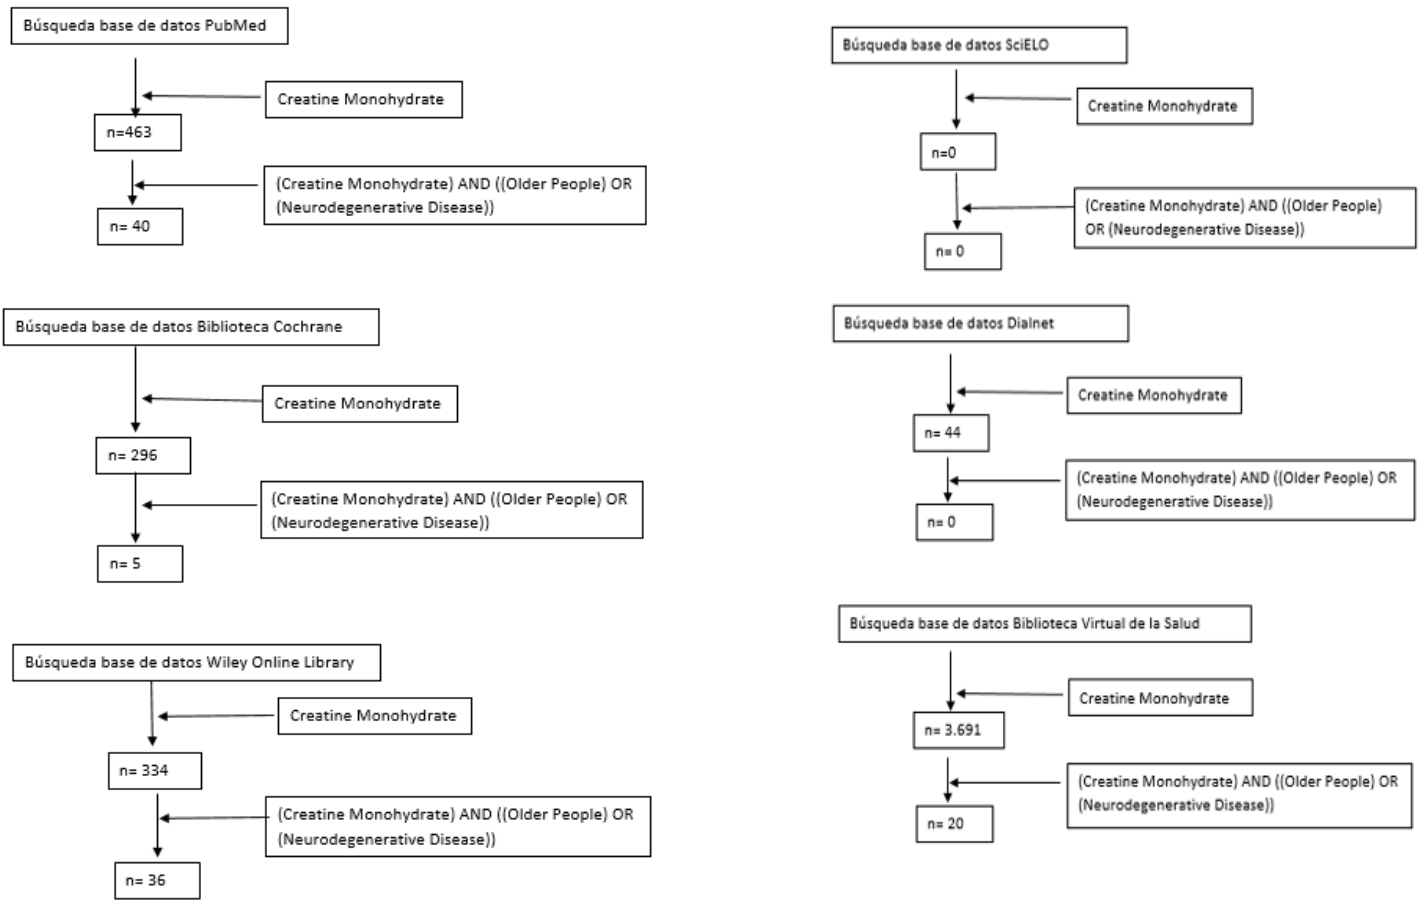 Búsqueda base de datos PubMed
Creatine Monohydrate
n=463
(Creatine Monohydrate) AND ((Older People) OR
(Neurodegenerative Disease))
n= 40
Búsqueda base de datos Biblioteca Cochrane
Creatine Monohydrate
n= 296
(Creatine Monohydrate) AND ((Older People) OR
(Neurodegenerative Disease))
n= 5
Búsqueda base de datos Wiley Online Library
Creatine Monohydrate
n= 334
(Creatine Monohydrate) AND ((Older People) OR
(Neurodegenerative Disease))
n= 36
Búsqueda base de datos SciELO
Creatine Monohydrate
n=0
(Creatine Monohydrate) AND ((Older People)
OR (Neurodegenerative Disease))
n= 0
Búsqueda base de datos Dialnet
Creatine Monohydrate
n= 44
(Creatine Monohydrate) AND ((Older People) OR
(Neurodegenerative Disease))
n= 0
Búsqueda base de datos Biblioteca Virtual de la Salud
Creatine Monohydrate
n= 3.691
(Creatine Monohydrate) AND ((Older People) OR
(Neurodegenerative Disease))
n= 20